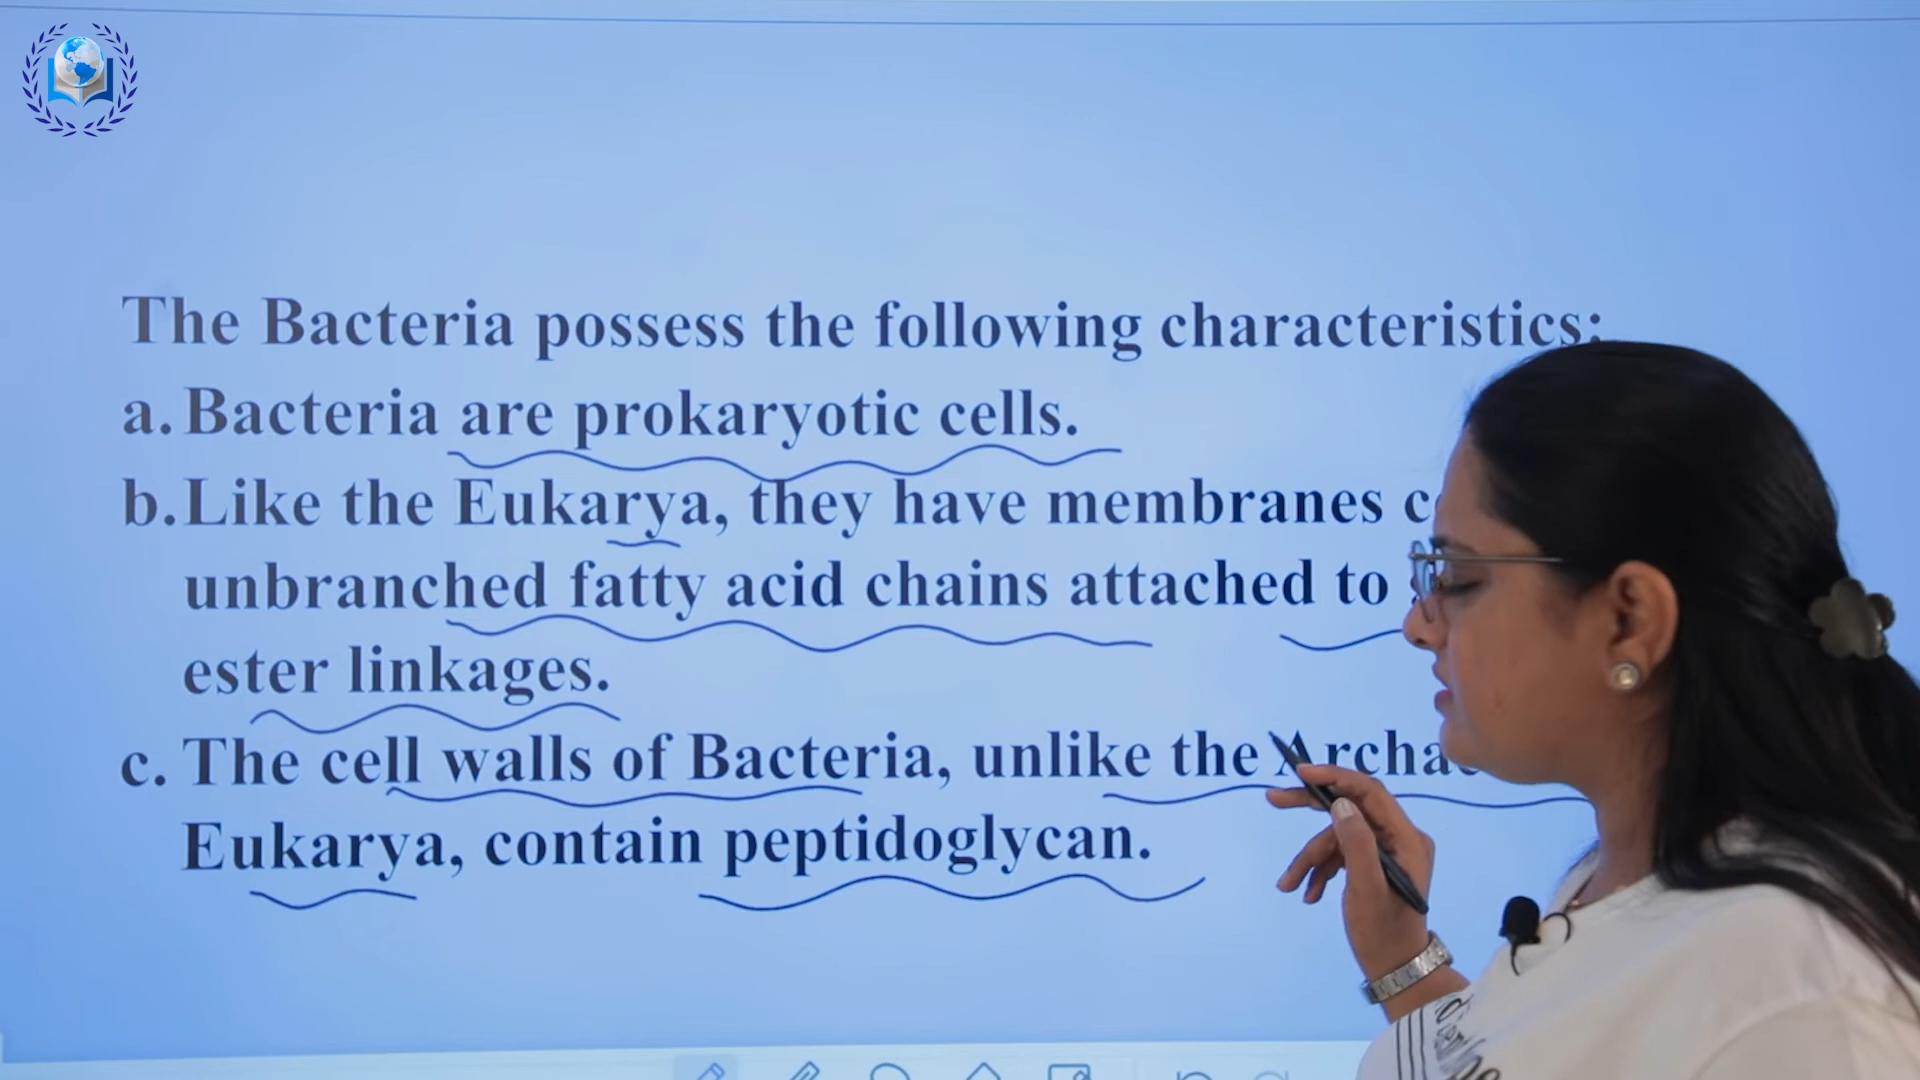 The Bacteria possess the following characteristics:
a. Bacteria are prokaryotic cells.
b. Like the Eukarya, they have membranes
unbranched fatty acid chains attached to
ester linkages.
c. The cell walls of Bacteria, unlike the
Eukarya, contain peptidoglycan.